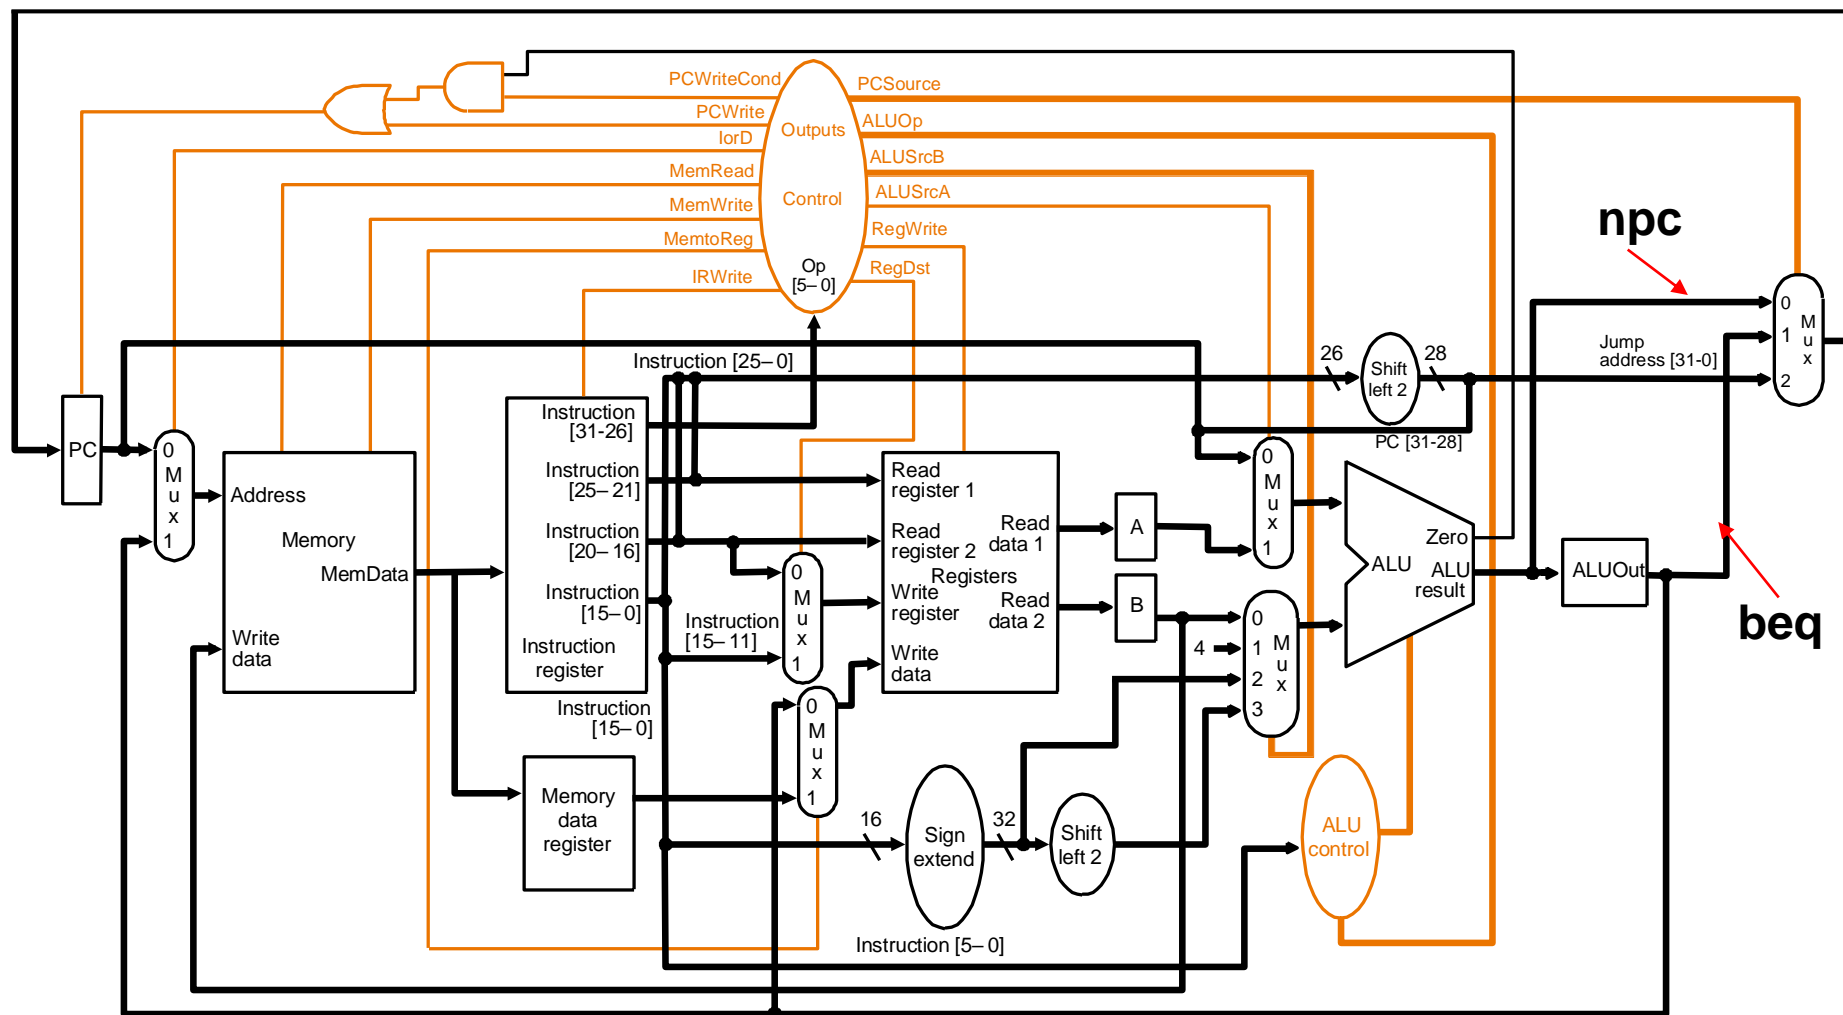 PCWriteCond
PCSource
PCWrite
ALUOp
Outputs
IorD
ALUSrcB
MemRead
ALUSrcA
Control
MemWrite
RegWrite
MemtoReg
RegDst
Op
[5–0]
IRWrite
npc
Instruction [25–0]
26
28
Shift
left 2
Jump
address [31-0]
0
1
2
M
u
x
PC [31-28]
PC
0
M
u
x
1
Address
Memory
MemData
Write
data
Instruction
[31-26]
Instruction
[25–21]
Instruction
[20–16]
Instruction
[15–0]
Instruction
register
Instruction
[15–11]
Instruction
[15–0]
0
M
u
x
1
0
M
u
x
1
Read
register 1
Read
register 2
Registers
Write
register
Write
data
Read
data 1
Read
data 2
A
B
0
M
u
x
1
4
0
1
2
3
M
u
x
Zero
ALU
ALU
result
ALUOut
beq
Memory
data
register
16
Sign
extend
32
Shift
left 2
ALU
control
Instruction [5–0]